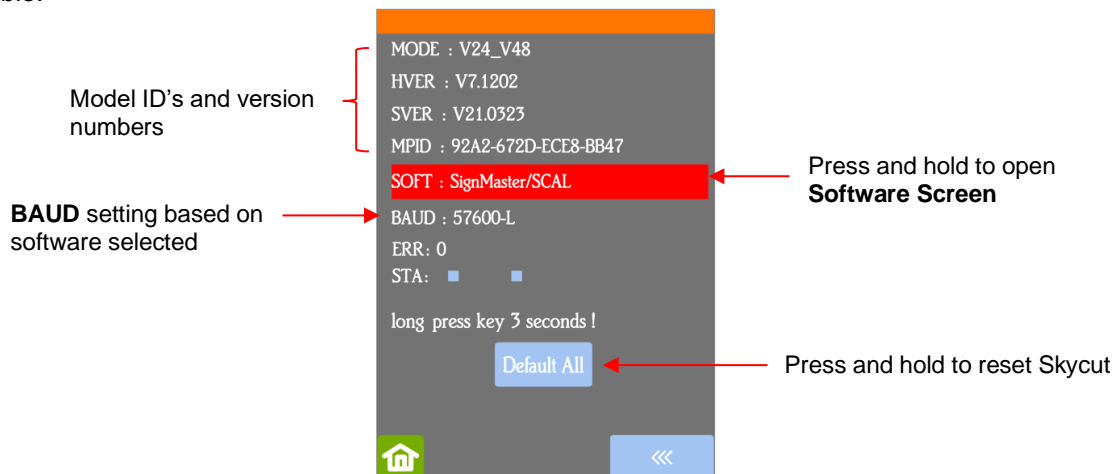 MODE : V24_V48
HVER : V7.1202
SVER : V21.0323
MPID : 92A2-672D-ECE8-BB47
SOFT : SignMaster/SCAL
BAUD : 57600-L
ERR: 0
STA:
long press key 3 seconds !
Default All
Model ID's and version
numbers
BAUD setting based on
software selected
Press and hold to open
Software Screen
Press and hold to reset Skycut